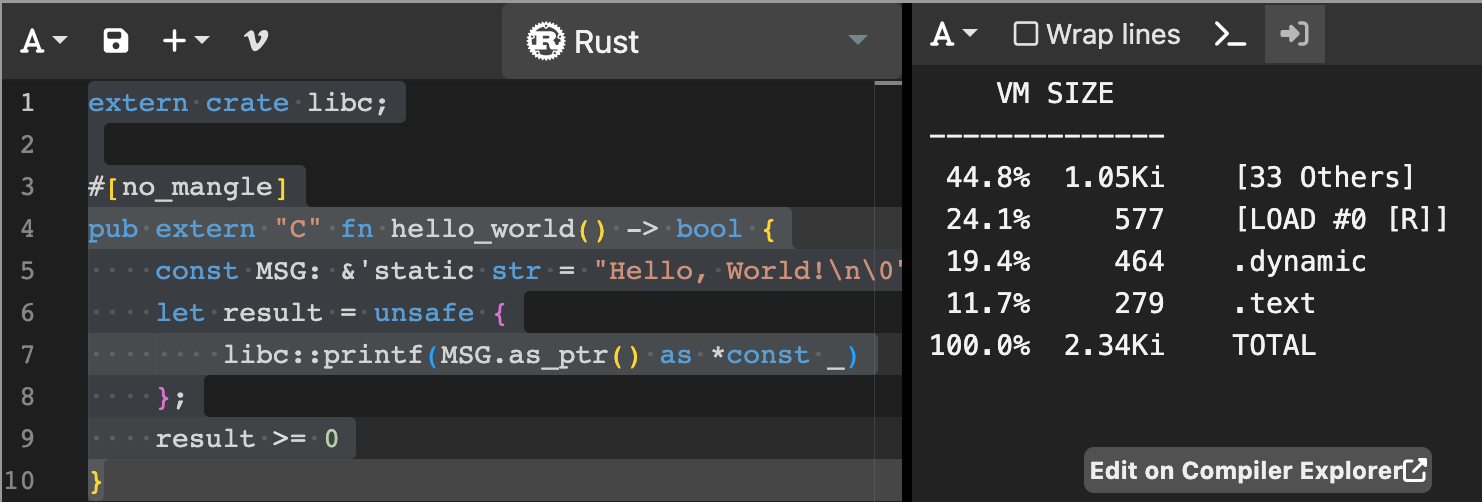 A Rust
1 extern crate libc;
2
3 #[no_mangle]
4 pub extern "C" fn hello_world() -> bool {
5 const MSG: &'static str = "Hello, World!\n\0"
6 let result = unsafe {
7 libc::printf(MSG.as_ptr() as *const _)
8 };
9 result >= 0
10 }
A Wrap lines
VM SIZE
--------------
44.8% 1.05Ki [33 Others]
24.1% 577 [LOAD #0 [R]]
19.4% 464 .dynamic
11.7% 279 .text
100.0% 2.34Ki TOTAL
Edit on Compiler Explorer